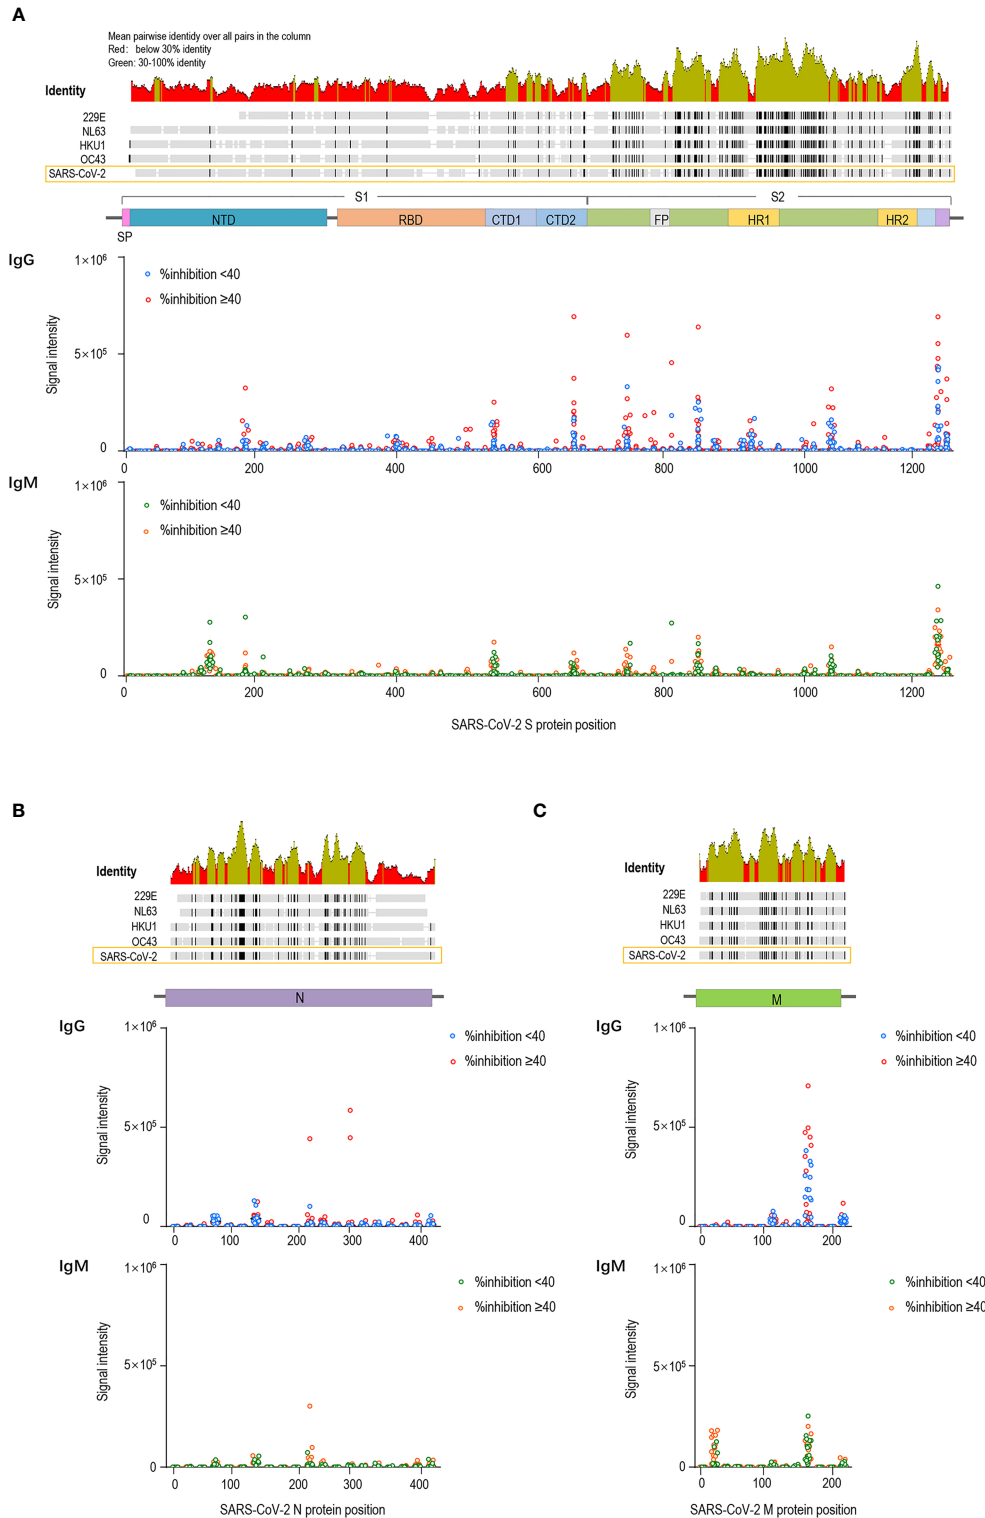 A
Mean pairwise identidy over all pairs in the column
Red: below 30% identity
Green: 30-100% identity
Identity
229E
NL63
HKU1
OC43
SARS-CoV-2
S1
S2
NTD
RBD
CTD1
CTD2
FP
HR1
HR2
SP
IgG
1×10⁶
%inhibition <40
%inhibition ≥40
5×10⁵
Signal intensity
0
0 200 400 600 800 1000 1200
IgM
1×10⁶
%inhibition <40
%inhibition ≥40
5×10⁵
Signal intensity
0
0 200 400 600 800 1000 1200
SARS-CoV-2 S protein position
B
Identity
229E
NL63
HKU1
OC43
SARS-CoV-2
N
IgG
1×10⁶
%inhibition <40
%inhibition ≥40
5×10⁵
Signal intensity
0
0 100 200 300 400
IgM
1×10⁶
%inhibition <40
%inhibition ≥40
5×10⁵
Signal intensity
0
0 100 200 300 400
SARS-CoV-2 N protein position
C
Identity
229E
NL63
HKU1
OC43
SARS-CoV-2
M
IgG
1×10⁶
%inhibition <40
%inhibition ≥40
5×10⁵
Signal intensity
0
0 100 200
IgM
1×10⁶
%inhibition <40
%inhibition ≥40
5×10⁵
Signal intensity
0
0 100 200
SARS-CoV-2 M protein position